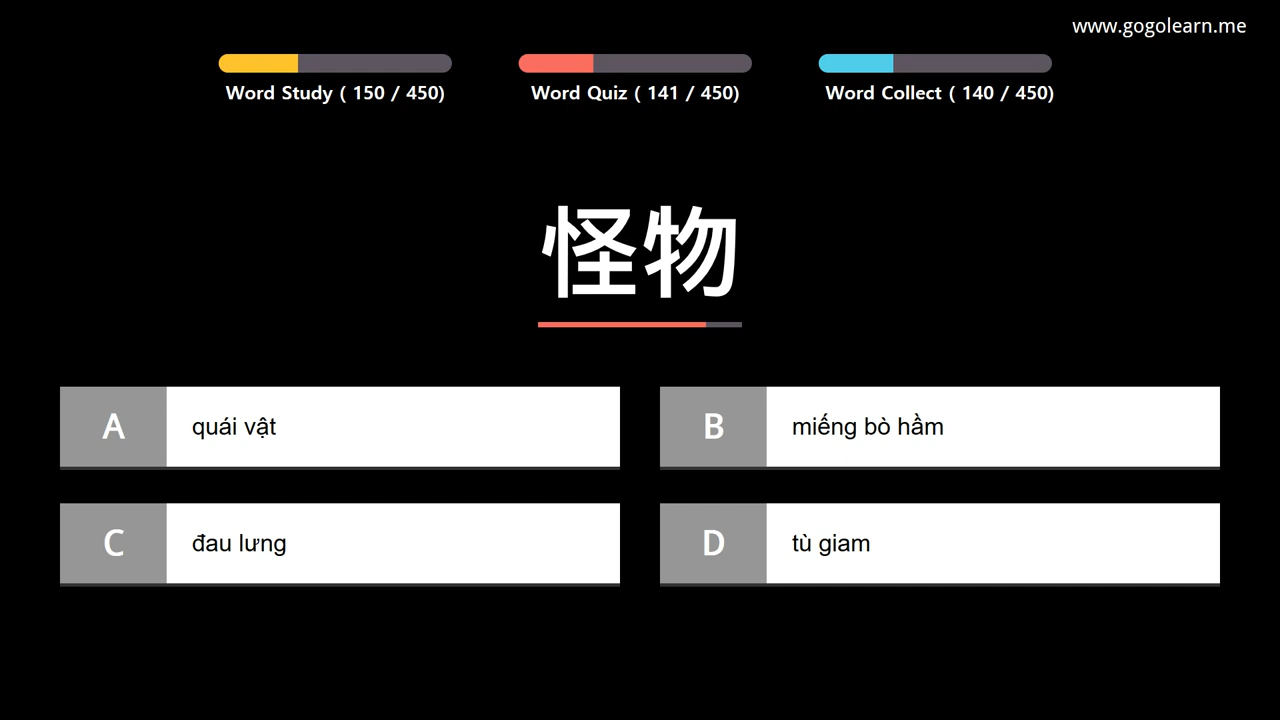 www.gogolearn.me
Word Study ( 150 / 450)
Word Quiz ( 141 / 450)
Word Collect ( 140 / 450)
怪物
A
quái vật
B
miếng bò hầm
C
đau lưng
D
tù giam